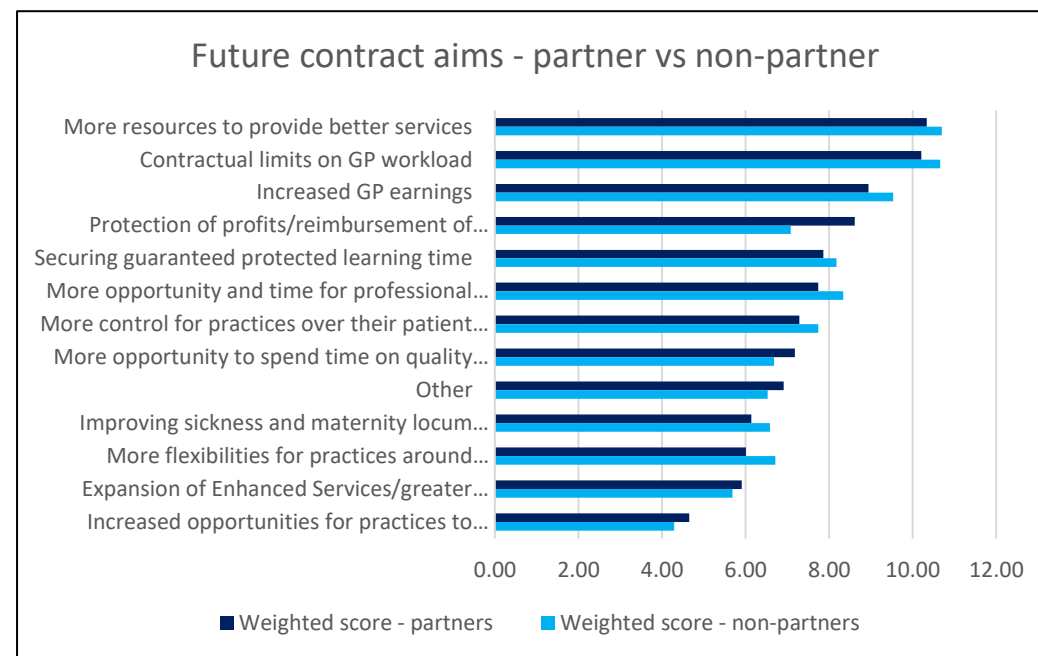 Future contract aims - partner vs non-partner
More resources to provide better services
Contractual limits on GP workload
Increased GP earnings
Protection of profits/reimbursement of...
Securing guaranteed protected learning time
More opportunity and time for professional...
More control for practices over their patient...
More opportunity to spend time on quality...
Other
Improving sickness and maternity locum...
More flexibilities for practices around...
Expansion of Enhanced Services/greater...
Increased opportunities for practices to...
0.00 2.00 4.00 6.00 8.00 10.00 12.00
Weighted score - partners Weighted score - non-partners